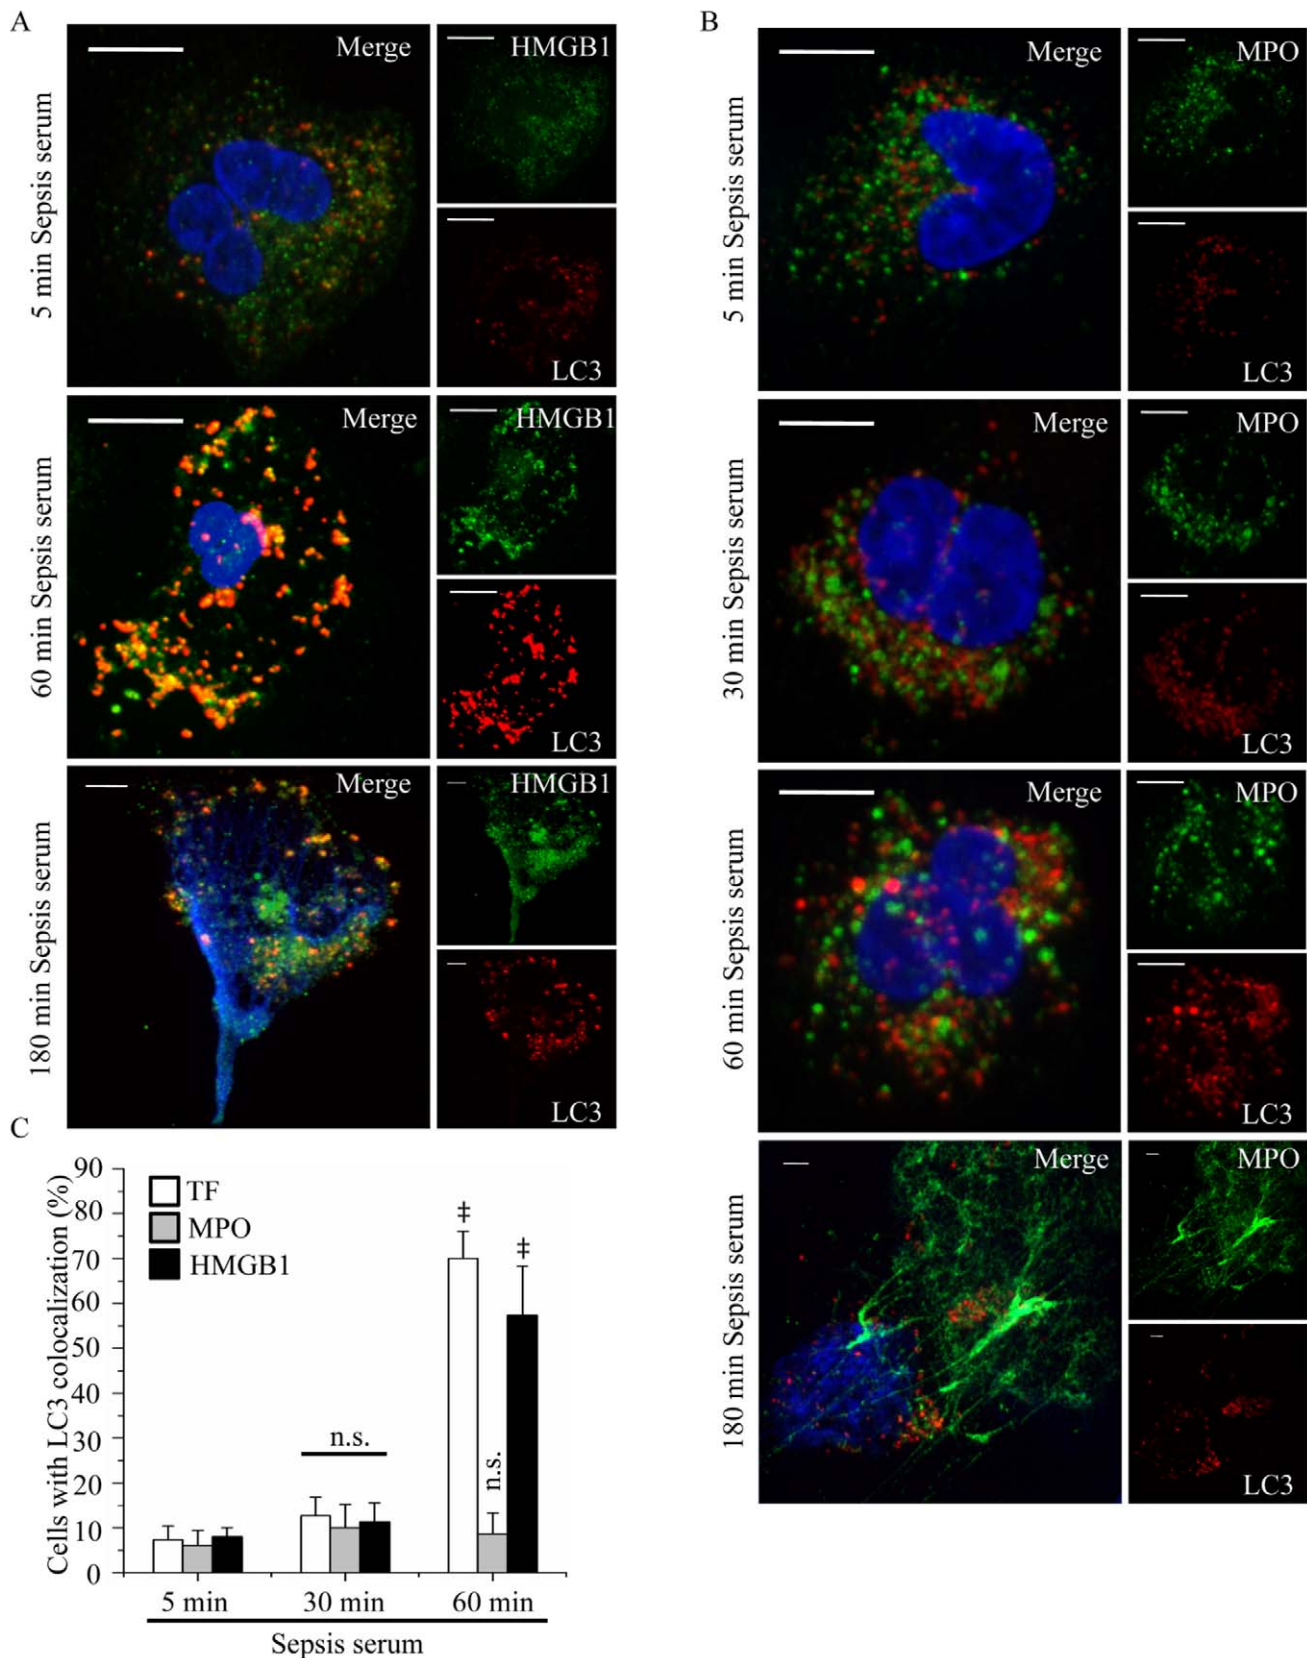 A
5 min Sepsis serum
Merge
HMGB1
LC3
60 min Sepsis serum
Merge
HMGB1
LC3
180 min Sepsis serum
Merge
HMGB1
LC3
B
5 min Sepsis serum
Merge
MPO
LC3
30 min Sepsis serum
Merge
MPO
LC3
60 min Sepsis serum
Merge
MPO
LC3
180 min Sepsis serum
Merge
MPO
LC3
C
Cells with LC3 colocalization (%)
90
80
70
60
50
40
30
20
10
0
TF
MPO
HMGB1
n.s.
‡
n.s.
‡
5 min
30 min
60 min
Sepsis serum